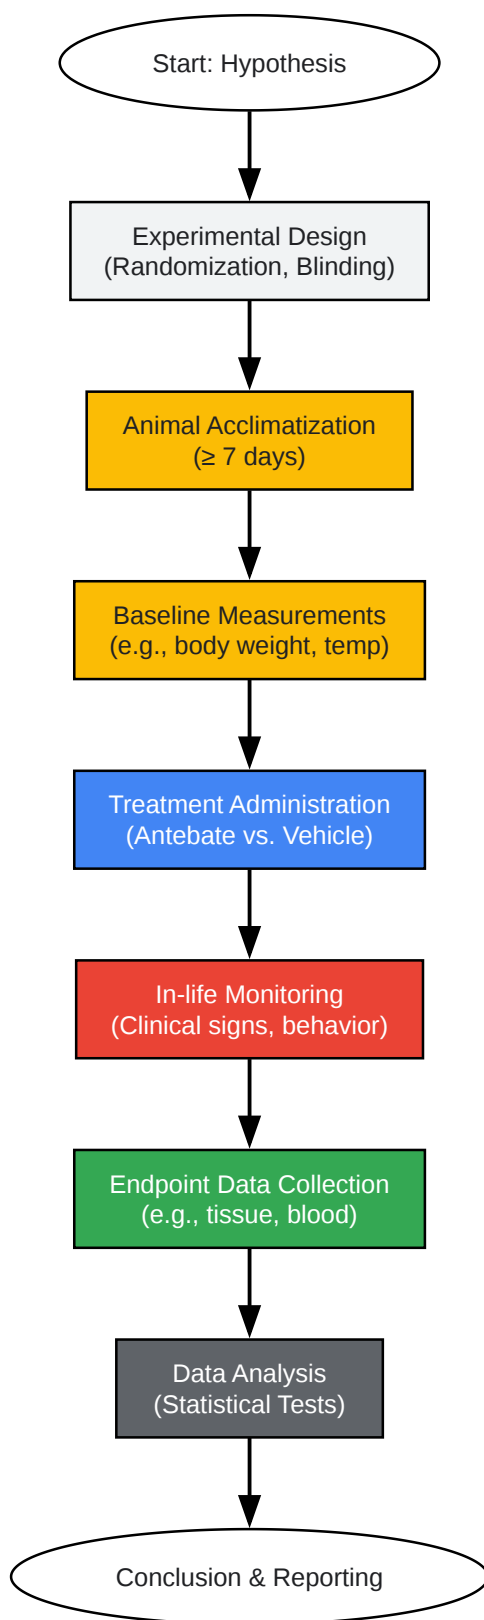 Start: Hypothesis
Experimental Design
(Randomization, Blinding)
Animal Acclimatization
(≥ 7 days)
Baseline Measurements
(e.g., body weight, temp)
Treatment Administration
(Antebate vs. Vehicle)
In-life Monitoring
(Clinical signs, behavior)
Endpoint Data Collection
(e.g., tissue, blood)
Data Analysis
(Statistical Tests)
Conclusion & Reporting